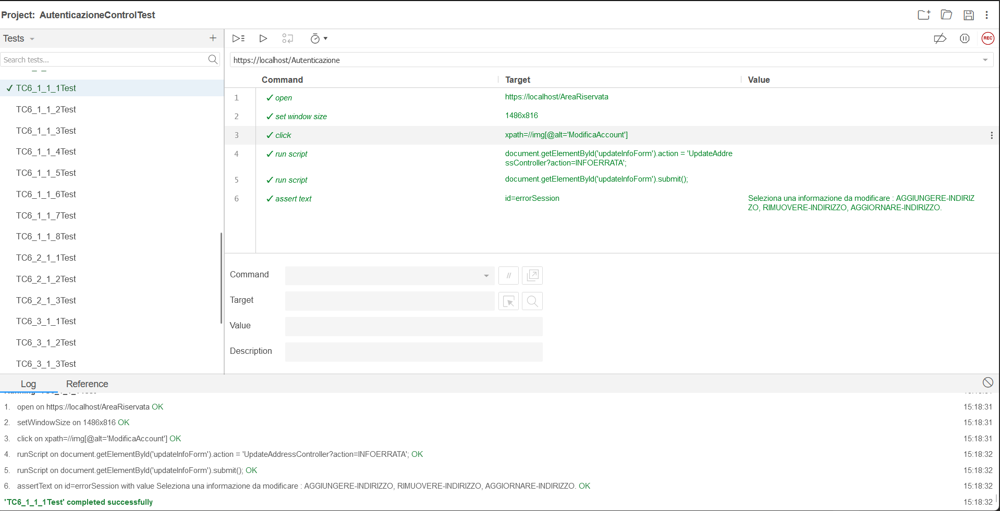 Project: AutenticazioneControlTest
Tests
Search tests...
TC6_1_1_1Test
TC6_1_1_2Test
TC6_1_1_3Test
TC6_1_1_4Test
TC6_1_1_5Test
TC6_1_1_6Test
TC6_1_1_7Test
TC6_1_1_8Test
TC6_2_1_1Test
TC6_2_1_2Test
TC6_2_1_3Test
TC6_3_1_1Test
TC6_3_1_2Test
TC6_3_1_3Test
REC
https://localhost/Autenticazione
Command Target Value
1 open https://localhost/AreaRiservata
2 set window size 1486x816
3 click xpath=//img[@alt='ModificaAccount']
4 run script document.getElementById('updateInfoForm').action = 'UpdateAddre
ssController?action=INFOERRATA';
5 run script document.getElementById('updateInfoForm').submit();
6 assert text id=errorSession Seleziona una informazione da modificare : AGGIUNGERE-INDIRIZ
ZO, RIMUOVERE-INDIRIZZO, AGGIORNARE-INDIRIZZO.
Command //
Target
Value
Description
Log Reference
1. open on https://localhost/AreaRiservata OK 15:18:31
2. setWindowSize on 1486x816 OK 15:18:31
3. click on xpath=//img[@alt='ModificaAccount'] OK 15:18:31
4. runScript on document.getElementById('updateInfoForm').action = 'UpdateAddressController?action=INFOERRATA'; OK 15:18:32
5. runScript on document.getElementById('updateInfoForm').submit(); OK 15:18:32
6. assertText on id=errorSession with value Seleziona una informazione da modificare : AGGIUNGERE-INDIRIZZO, RIMUOVERE-INDIRIZZO, AGGIORNARE-INDIRIZZO. OK 15:18:32
'TC6_1_1_1Test' completed successfully 15:18:32